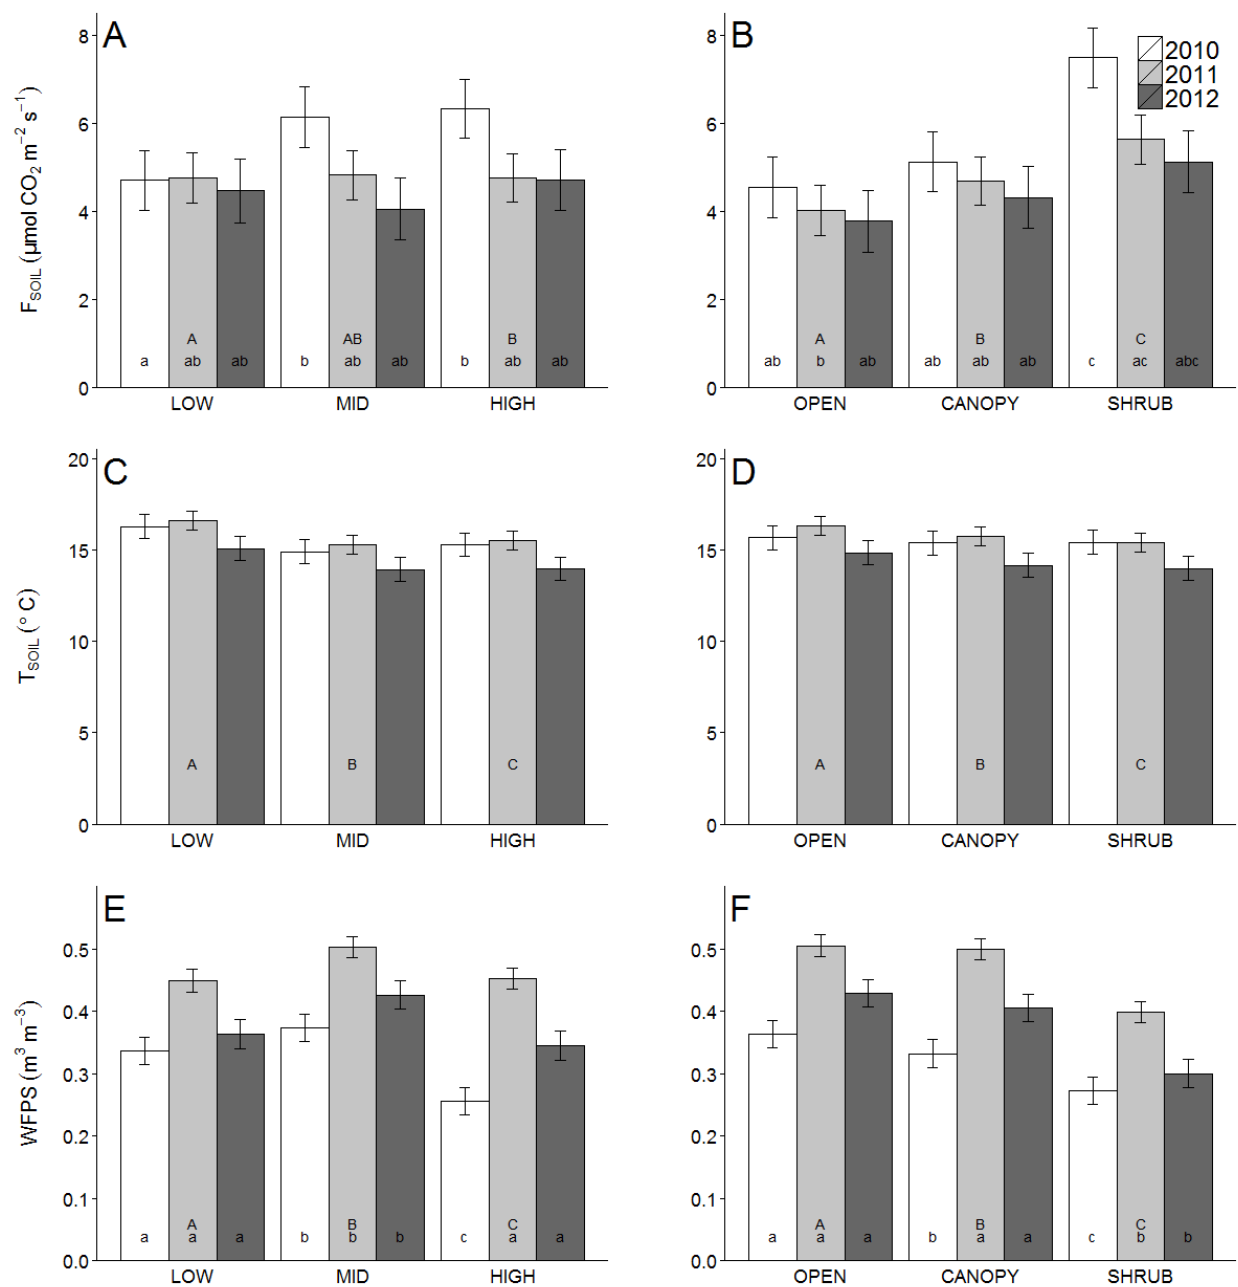 A
8
6
4
2
0
F_SOIL (µmol CO₂ m⁻² s⁻¹)
A AB B
a ab ab b ab ab b ab ab
LOW MID HIGH
B
2010
2011
2012
8
6
4
2
0
A B C
ab b ab ab ab ab c ac abc
OPEN CANOPY SHRUB
C
20
15
10
5
0
T_SOIL (° C)
A B C
LOW MID HIGH
D
20
15
10
5
0
A B C
OPEN CANOPY SHRUB
E
0.5
0.4
0.3
0.2
0.1
0.0
WFPS (m³ m⁻³)
A B C
a a a b b b c a a
LOW MID HIGH
F
0.5
0.4
0.3
0.2
0.1
0.0
A B C
a a a b a a c b b
OPEN CANOPY SHRUB